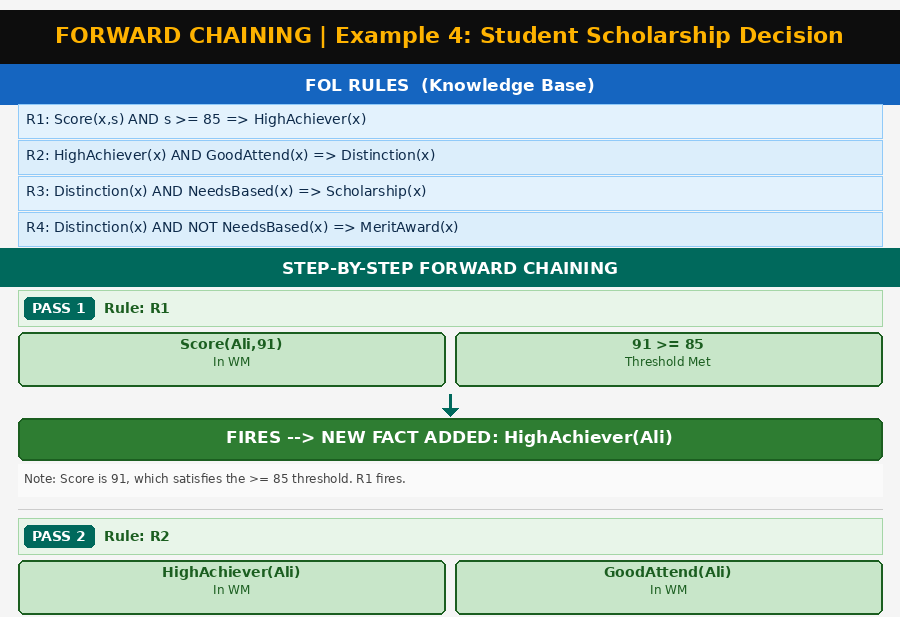 FORWARD CHAINING | Example 4: Student Scholarship Decision
FOL RULES  (Knowledge Base)
R1: Score(x,s) AND s >= 85 => HighAchiever(x)
R2: HighAchiever(x) AND GoodAttend(x) => Distinction(x)
R3: Distinction(x) AND NeedsBased(x) => Scholarship(x)
R4: Distinction(x) AND NOT NeedsBased(x) => MeritAward(x)
STEP-BY-STEP FORWARD CHAINING
PASS 1 Rule: R1
Score(Ali,91)
In WM
91 >= 85
Threshold Met
FIRES --> NEW FACT ADDED: HighAchiever(Ali)
Note: Score is 91, which satisfies the >= 85 threshold. R1 fires.
PASS 2 Rule: R2
HighAchiever(Ali)
In WM
GoodAttend(Ali)
In WM